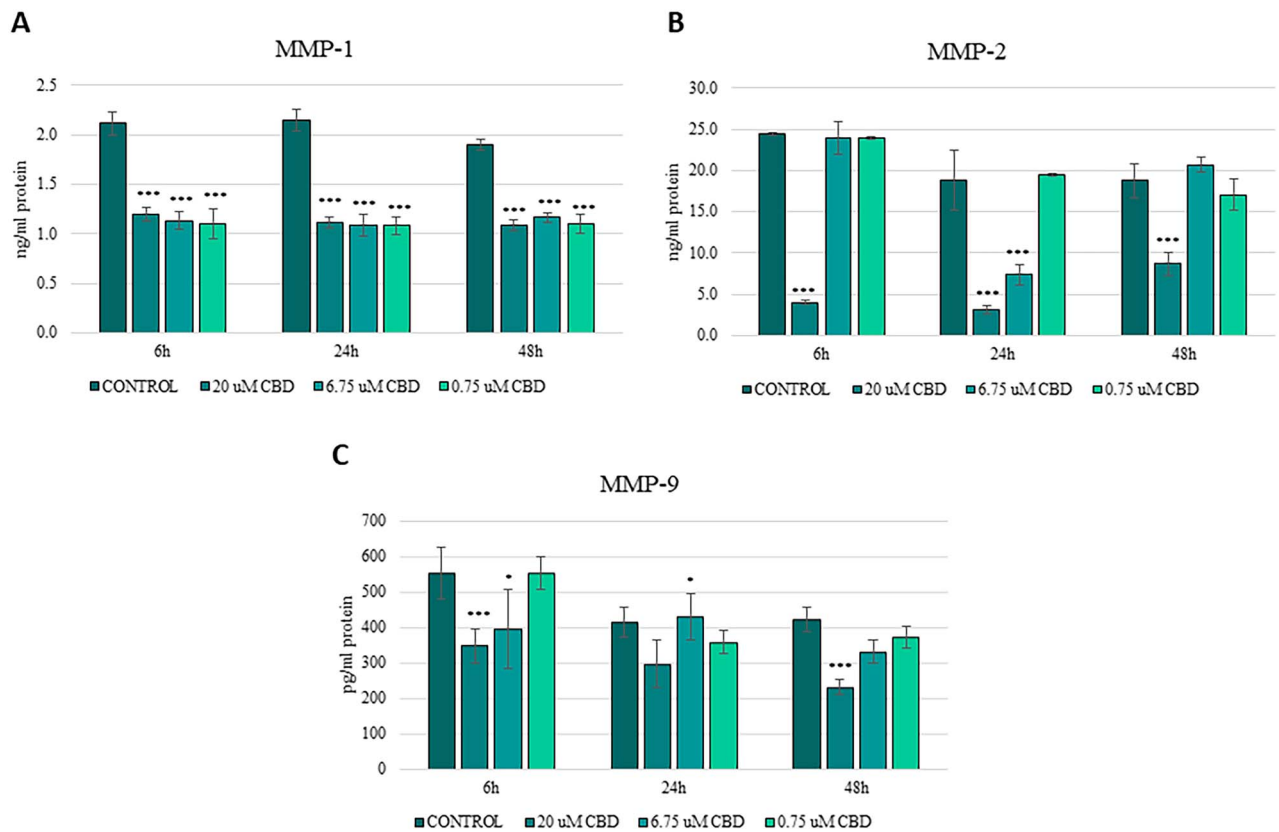 A
MMP-1
ng/ml protein
2.5
2.0
1.5
1.0
0.5
0.0
*** *** ***
*** *** ***
*** *** ***
6h 24h 48h
CONTROL 20 uM CBD 6.75 uM CBD 0.75 uM CBD
B
MMP-2
ng/ml protein
30.0
25.0
20.0
15.0
10.0
5.0
0.0
***
*** ***
***
6h 24h 48h
CONTROL 20 uM CBD 6.75 uM CBD 0.75 uM CBD
C
MMP-9
pg/ml protein
700
600
500
400
300
200
100
0
*** *
*
***
6h 24h 48h
CONTROL 20 uM CBD 6.75 uM CBD 0.75 uM CBD